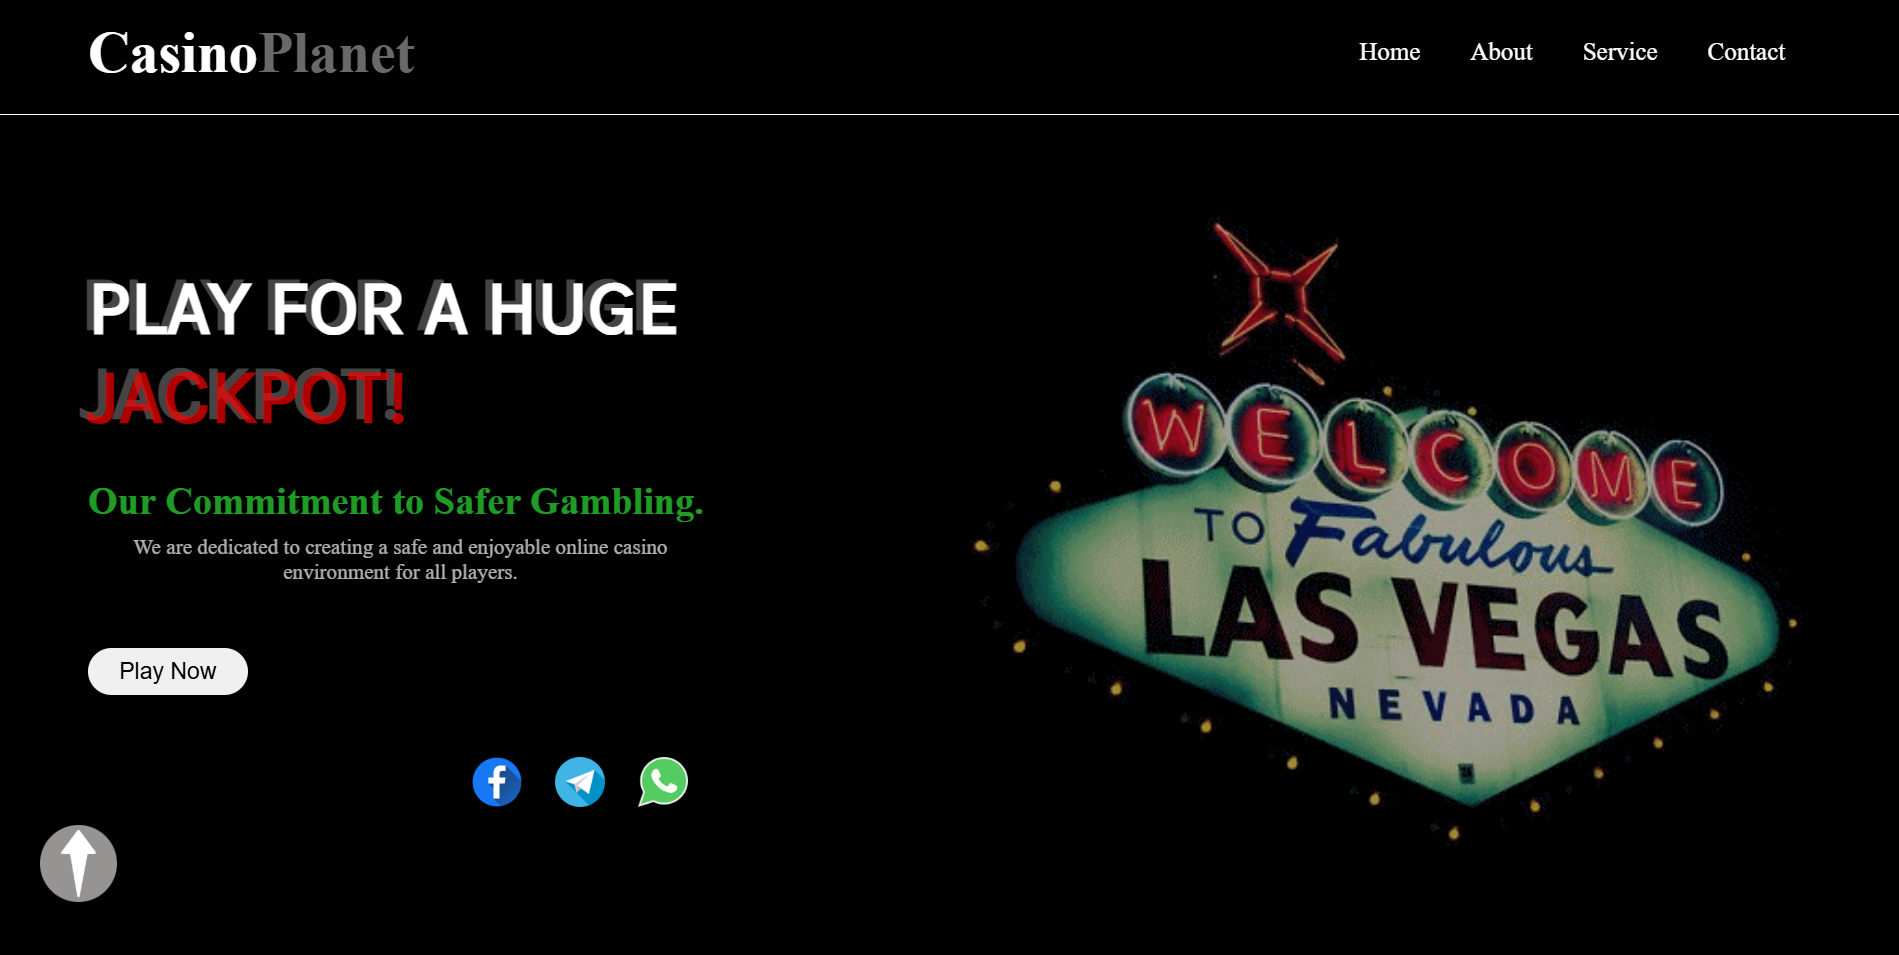 CasinoPlanet
Home About Service Contact
PLAY FOR A HUGE
JACKPOT!
Our Commitment to Safer Gambling.
We are dedicated to creating a safe and enjoyable online casino
environment for all players.
Play Now
WELCOME
TO Fabulous
LAS VEGAS
NEVADA